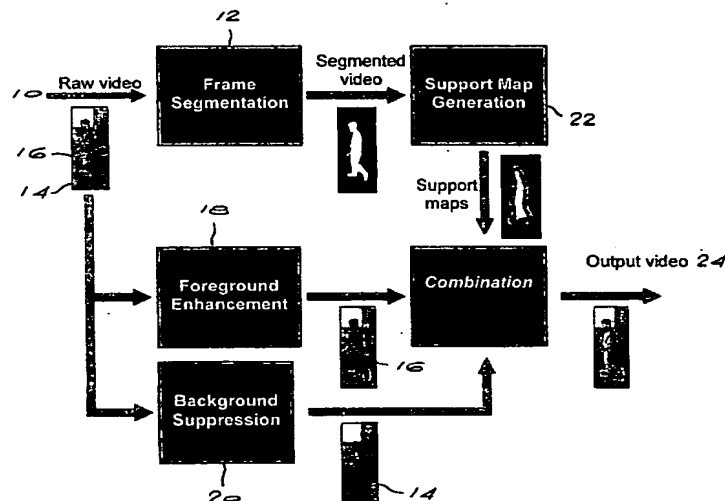 12
10
Raw video
Frame
Segmentation
Segmented
video
Support Map
Generation
22
16
14
Support
maps
18
Foreground
Enhancement
16
Combination
Output video 24
Background
Suppression
20
14